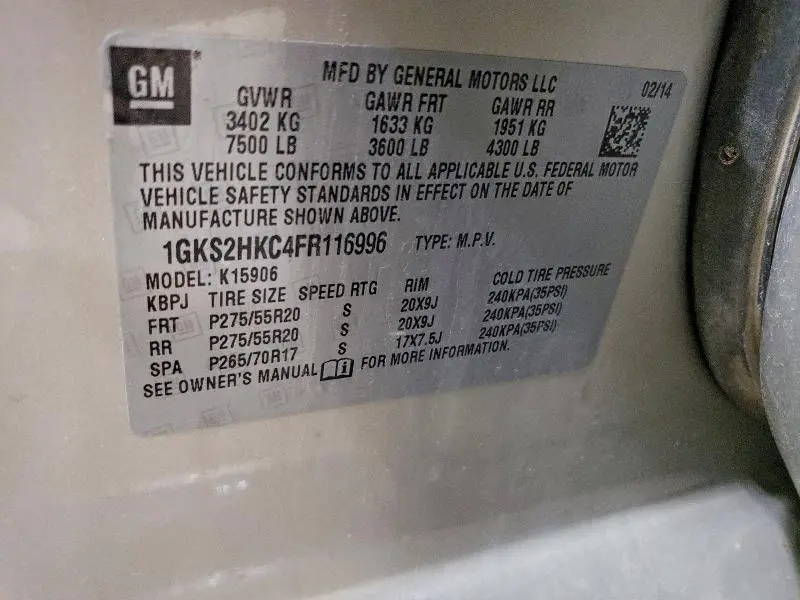 GM
MFD BY GENERAL MOTORS LLC
02/14
GVWR GAWR FRT GAWR RR
3402 KG 1633 KG 1951 KG
7500 LB 3600 LB 4300 LB
THIS VEHICLE CONFORMS TO ALL APPLICABLE U.S. FEDERAL MOTOR
VEHICLE SAFETY STANDARDS IN EFFECT ON THE DATE OF
MANUFACTURE SHOWN ABOVE.
1GKS2HKC4FR116996 TYPE: M.P.V.
MODEL: K15906
KBPJ TIRE SIZE SPEED RTG RIM COLD TIRE PRESSURE
FRT P275/55R20 S 20X9J 240KPA(35PSI)
RR P275/55R20 S 20X9J 240KPA(35PSI)
SPA P265/70R17 S 17X7.5J 240KPA(35PSI)
SEE OWNER'S MANUAL FOR MORE INFORMATION.